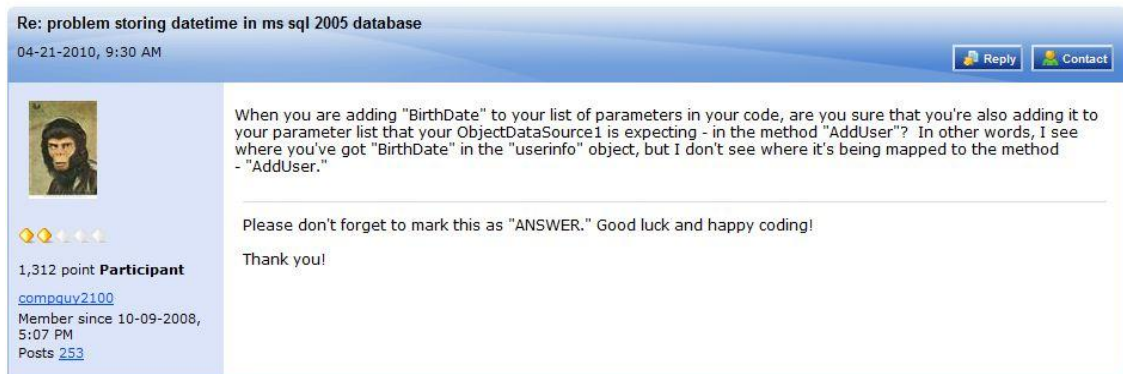 Re: problem storing datetime in ms sql 2005 database
04-21-2010, 9:30 AM
Reply
Contact
When you are adding "BirthDate" to your list of parameters in your code, are you sure that you're also adding it to
your parameter list that your ObjectDataSource1 is expecting - in the method "AddUser"?  In other words, I see
where you've got "BirthDate" in the "userinfo" object, but I don't see where it's being mapped to the method
- "AddUser."
Please don't forget to mark this as "ANSWER." Good luck and happy coding!
Thank you!
1,312 point Participant
compguy2100
Member since 10-09-2008,
5:07 PM
Posts 253